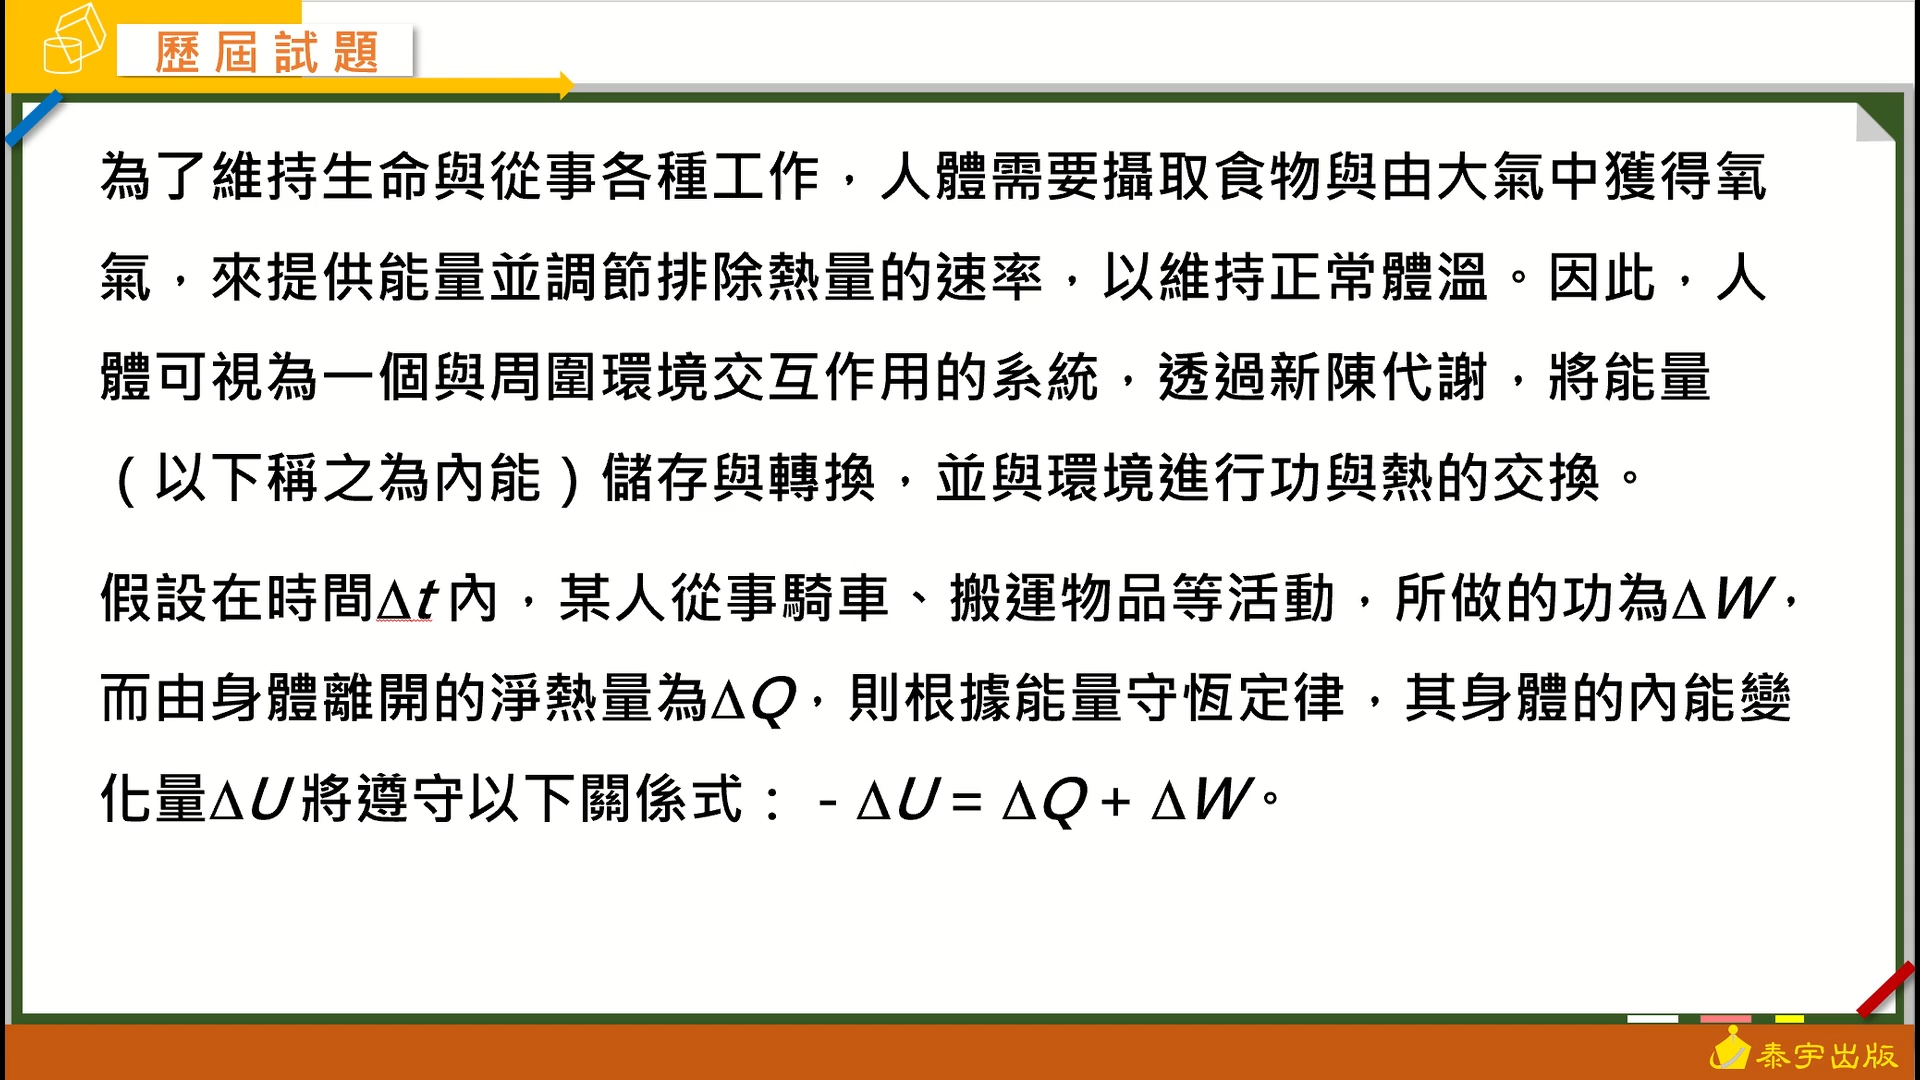 歷屆試題
為了維持生命與從事各種工作，人體需要攝取食物與由大氣中獲得氧
氣，來提供能量並調節排除熱量的速率，以維持正常體溫。因此，人
體可視為一個與周圍環境交互作用的系統，透過新陳代謝，將能量
（以下稱之為內能）儲存與轉換，並與環境進行功與熱的交換。
假設在時間Δt 內，某人從事騎車、搬運物品等活動，所做的功為ΔW，
而由身體離開的淨熱量為ΔQ，則根據能量守恆定律，其身體的內能變
化量ΔU 將遵守以下關係式： - ΔU = ΔQ + ΔW。
泰宇出版